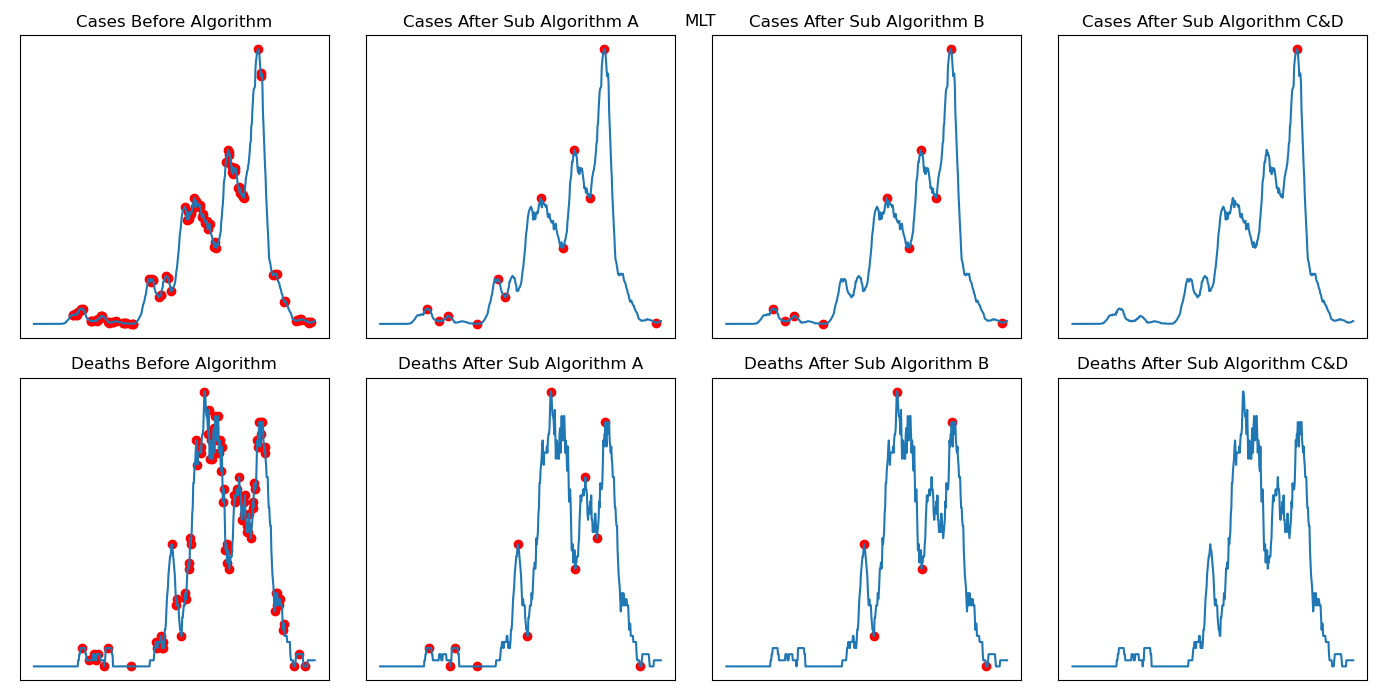 MLT
Cases Before Algorithm
Cases After Sub Algorithm A
Cases After Sub Algorithm B
Cases After Sub Algorithm C&D
Deaths Before Algorithm
Deaths After Sub Algorithm A
Deaths After Sub Algorithm B
Deaths After Sub Algorithm C&D